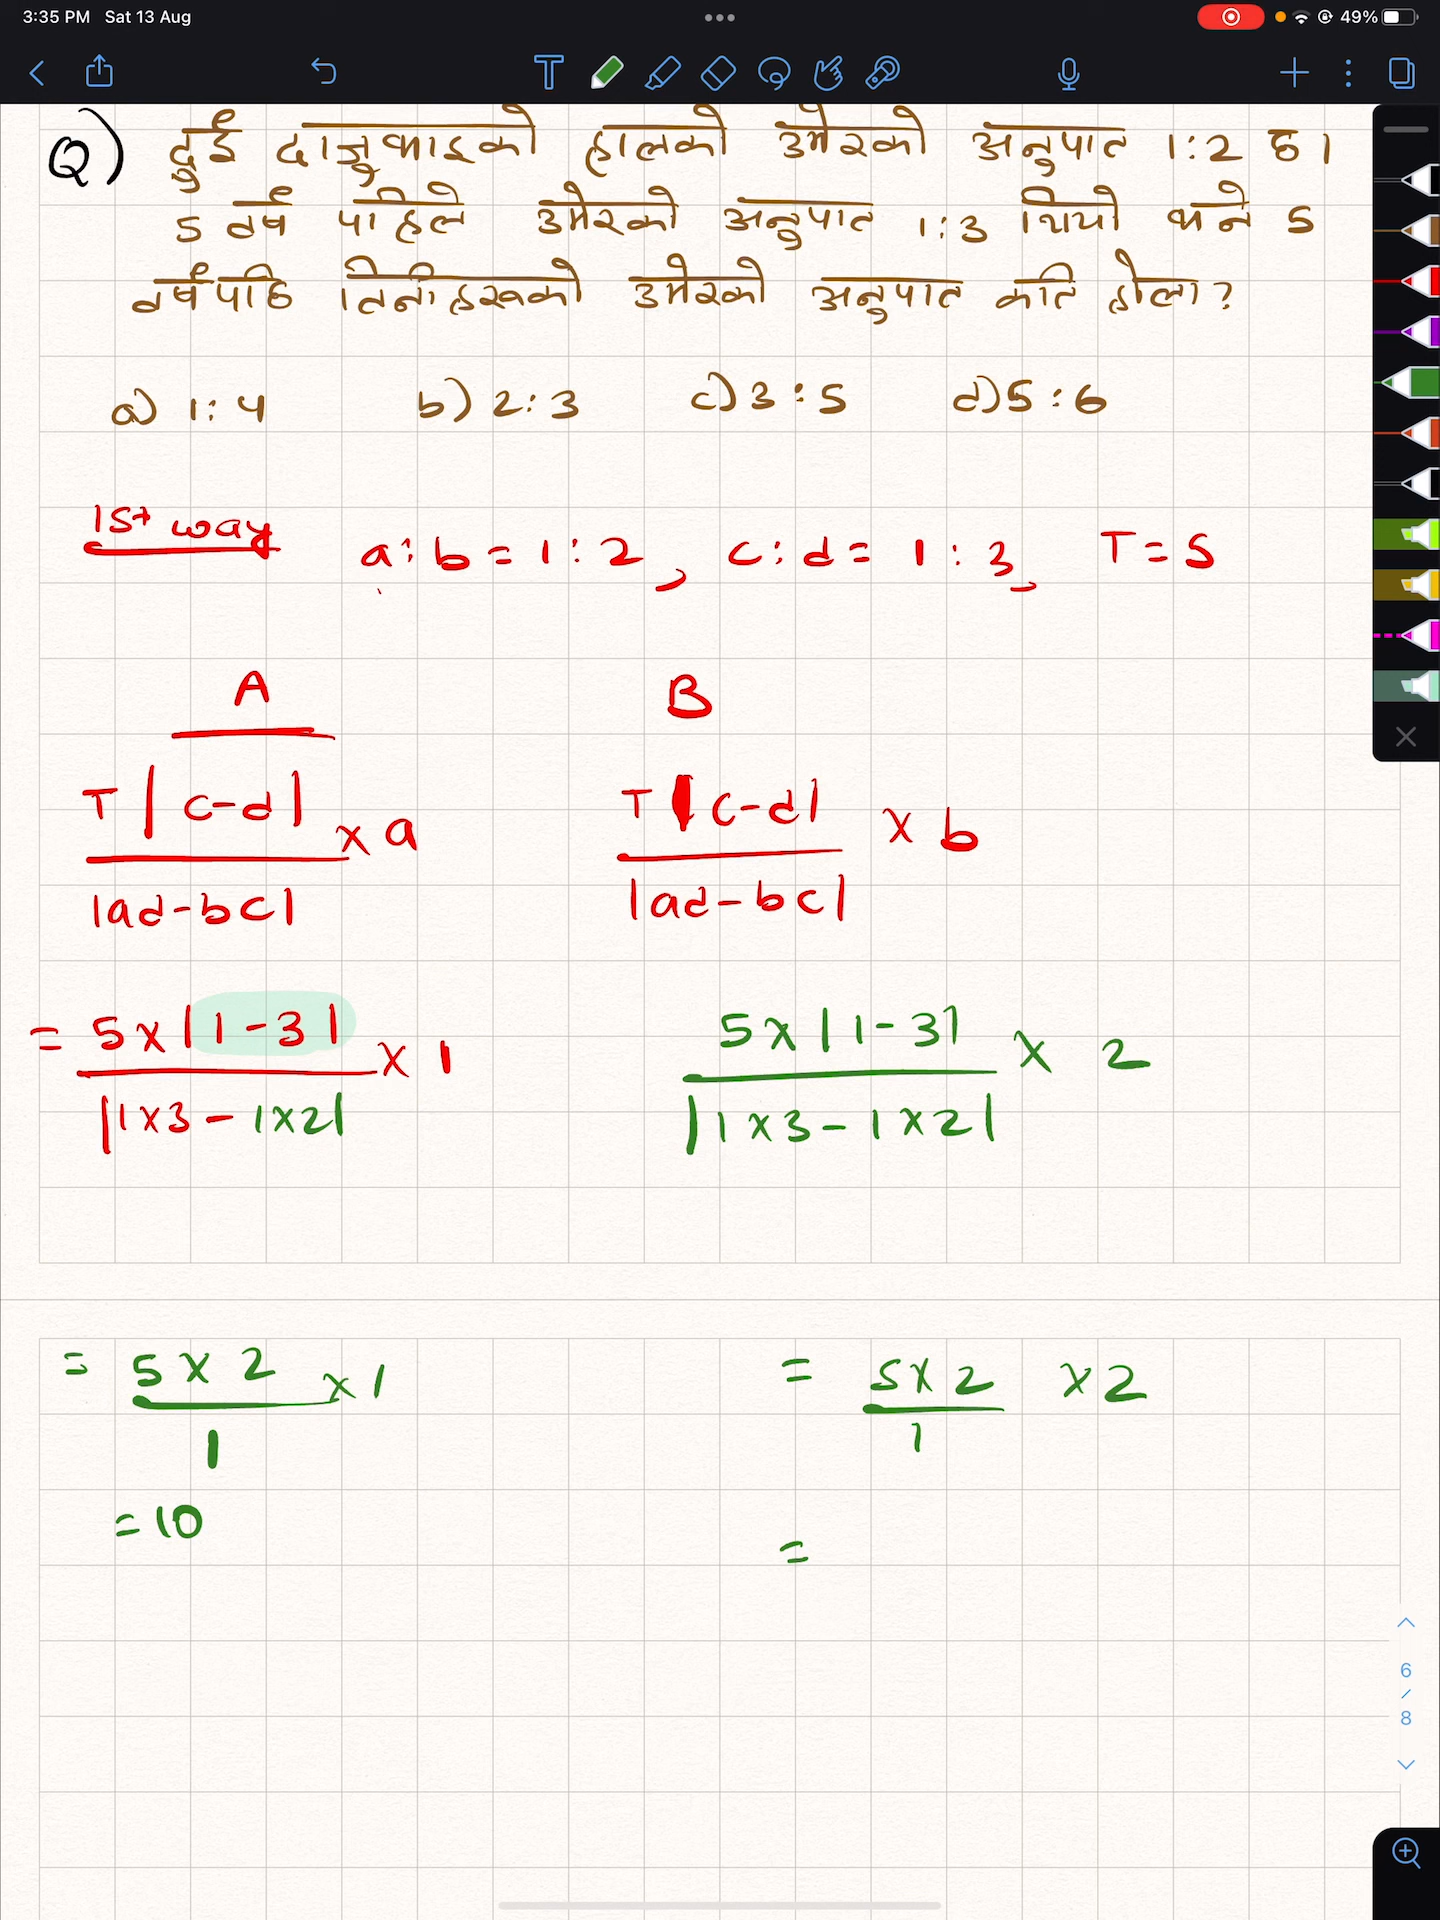 3:35 PM Sat 13 Aug
49%
Q) दुई दाजुभाइको हालको उमेरको अनुपात 1:2 छ।
5 वर्ष पहिले उमेरको अनुपात 1:3 थियो भने 5
वर्षपछि तिनीहरुको उमेरको अनुपात कति होला?
a) 1:4 b) 2:3 c) 3:5 d) 5:6
1st way a:b = 1:2, c:d = 1:3, T = 5
A B
T|c-d| × a T|c-d| × b
|ad-bc| |ad-bc|
= 5×|1-3| × 1 5×|1-3| × 2
|1×3-1×2| |1×3-1×2|
= 5×2 ×1 = 5×2 ×2
1 1
=10 =
6
/
8